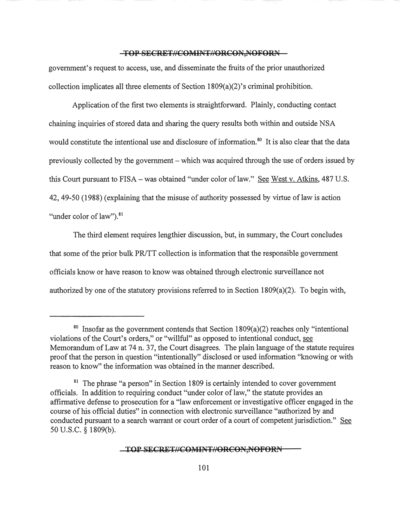 TOP SECRET//COMINT//ORCON,NOFORN
government's request to access, use, and disseminate the fruits of the prior unauthorized
collection implicates all three elements of Section 1809(a)(2)'s criminal prohibition.
Application of the first two elements is straightforward. Plainly, conducting contact
chaining inquiries of stored data and sharing the query results both within and outside NSA
would constitute the intentional use and disclosure of information.80 It is also clear that the data
previously collected by the government – which was acquired through the use of orders issued by
this Court pursuant to FISA – was obtained "under color of law." See West v. Atkins, 487 U.S.
42, 49-50 (1988) (explaining that the misuse of authority possessed by virtue of law is action
"under color of law").81
The third element requires lengthier discussion, but, in summary, the Court concludes
that some of the prior bulk PR/TT collection is information that the responsible government
officials know or have reason to know was obtained through electronic surveillance not
authorized by one of the statutory provisions referred to in Section 1809(a)(2). To begin with,
80 Insofar as the government contends that Section 1809(a)(2) reaches only "intentional
violations of the Court's orders," or "willful" as opposed to intentional conduct, see
Memorandum of Law at 74 n. 37, the Court disagrees. The plain language of the statute requires
proof that the person in question "intentionally" disclosed or used information "knowing or with
reason to know" the information was obtained in the manner described.
81 The phrase "a person" in Section 1809 is certainly intended to cover government
officials. In addition to requiring conduct "under color of law," the statute provides an
affirmative defense to prosecution for a "law enforcement or investigative officer engaged in the
course of his official duties" in connection with electronic surveillance "authorized by and
conducted pursuant to a search warrant or court order of a court of competent jurisdiction." See
50 U.S.C. § 1809(b).
TOP SECRET//COMINT//ORCON,NOFORN
101